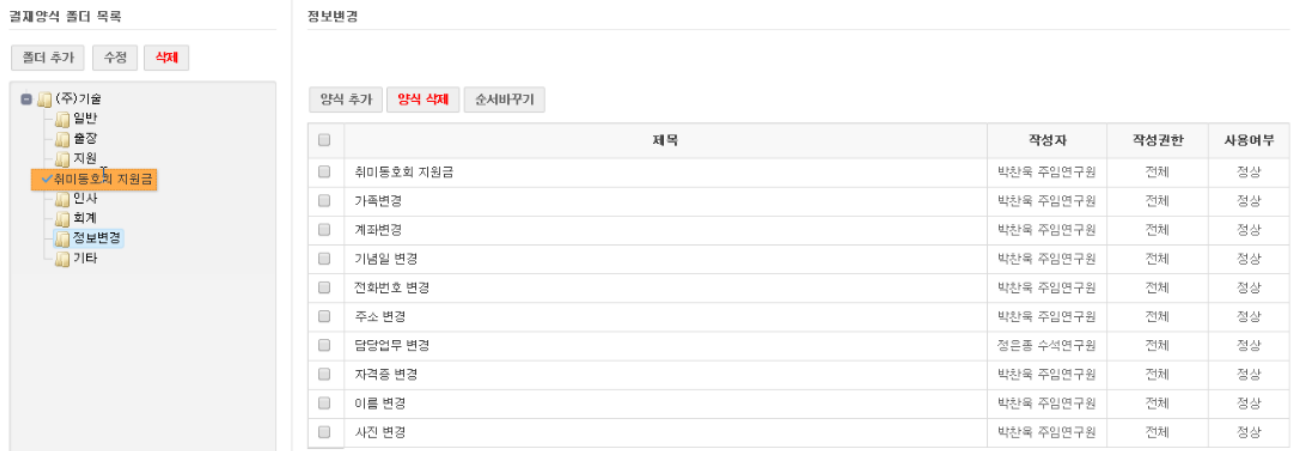 결재양식 폴더 목록
폴더 추가 수정 삭제
(주)기술
일반
출장
지원
취미동호회 지원금
인사
회계
정보변경
기타
정보변경
양식 추가 양식 삭제 순서바꾸기
제목 작성자 작성권한 사용여부
취미동호회 지원금 박찬욱 주임연구원 전체 정상
가족변경 박찬욱 주임연구원 전체 정상
계좌변경 박찬욱 주임연구원 전체 정상
기념일 변경 박찬욱 주임연구원 전체 정상
전화번호 변경 박찬욱 주임연구원 전체 정상
주소 변경 박찬욱 주임연구원 전체 정상
담당업무 변경 정은종 수석연구원 전체 정상
자격증 변경 박찬욱 주임연구원 전체 정상
이름 변경 박찬욱 주임연구원 전체 정상
사진 변경 박찬욱 주임연구원 전체 정상